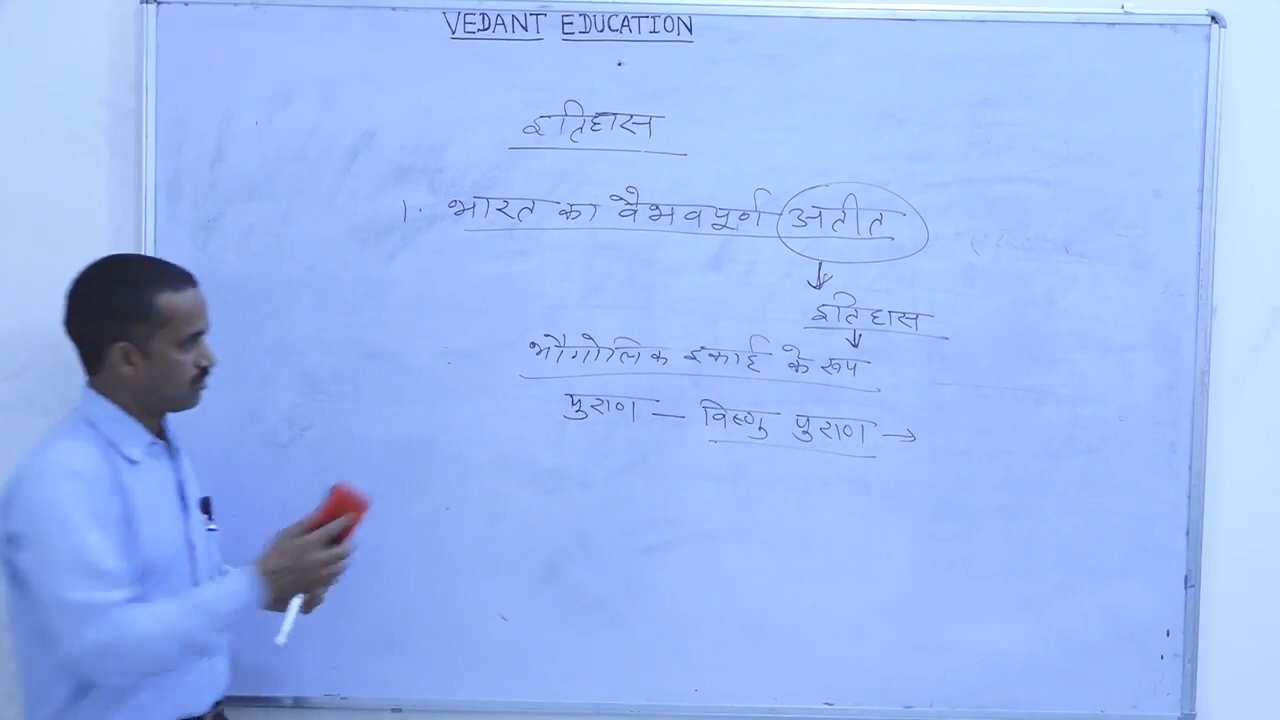 VEDANT EDUCATION
इतिहास
1. भारत का वैभवपूर्ण अतीत
इतिहास
भौगोलिक इकाई के रूप
पुराण — विष्णु पुराण →